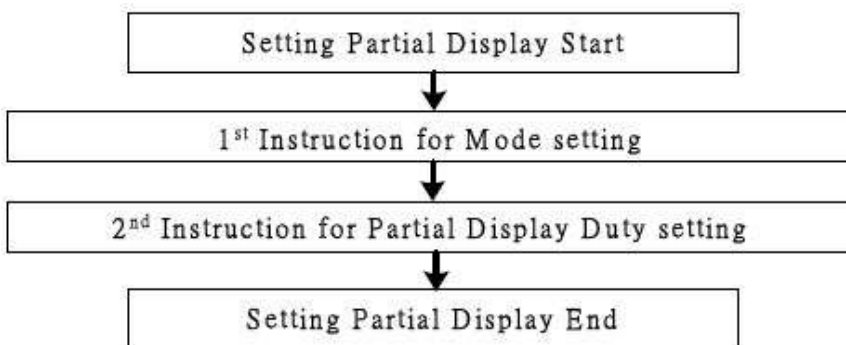 Setting Partial Display Start
1st Instruction for Mode setting
2nd Instruction for Partial Display Duty setting
Setting Partial Display End